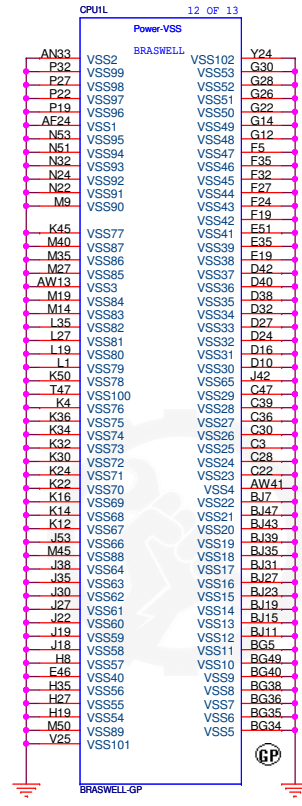 CPU1L 12 OF 13
Power-VSS
BRASWELL
AN33 VSS2 VSS102 Y24
P32 VSS99 VSS53 G30
P27 VSS98 VSS52 G28
P22 VSS97 VSS51 G26
P19 VSS96 VSS50 G22
AF24 VSS1 VSS49 G14
N53 VSS95 VSS48 G12
N51 VSS94 VSS47 F5
N32 VSS93 VSS46 F35
N24 VSS92 VSS45 F32
N22 VSS91 VSS44 F27
M9 VSS90 VSS43 F24
VSS42 F19
K45 VSS77 VSS41 E51
M40 VSS87 VSS39 E35
M35 VSS86 VSS38 E19
M27 VSS85 VSS37 D42
AW13 VSS3 VSS36 D40
M19 VSS84 VSS35 D38
M14 VSS83 VSS34 D32
L35 VSS82 VSS33 D27
L27 VSS81 VSS32 D24
L19 VSS80 VSS31 D16
L1 VSS79 VSS30 D10
K50 VSS78 VSS65 J42
T47 VSS100 VSS29 C47
K4 VSS76 VSS28 C39
K36 VSS75 VSS27 C36
K34 VSS74 VSS26 C30
K32 VSS73 VSS25 C3
K30 VSS72 VSS24 C28
K24 VSS71 VSS23 C22
K22 VSS70 VSS4 AW41
K16 VSS69 VSS22 BJ7
K14 VSS68 VSS21 BJ47
K12 VSS67 VSS20 BJ43
J53 VSS66 VSS19 BJ39
M45 VSS88 VSS18 BJ35
J38 VSS64 VSS17 BJ31
J35 VSS63 VSS16 BJ27
J30 VSS62 VSS15 BJ23
J27 VSS61 VSS14 BJ19
J22 VSS60 VSS13 BJ15
J19 VSS59 VSS12 BJ11
J18 VSS58 VSS11 BG5
H8 VSS57 VSS10 BG49
E46 VSS40 VSS9 BG40
H35 VSS56 VSS8 BG38
H27 VSS55 VSS7 BG36
H19 VSS54 VSS6 BG35
M50 VSS89 VSS5 BG34
V25 VSS101
GP
BRASWELL-GP